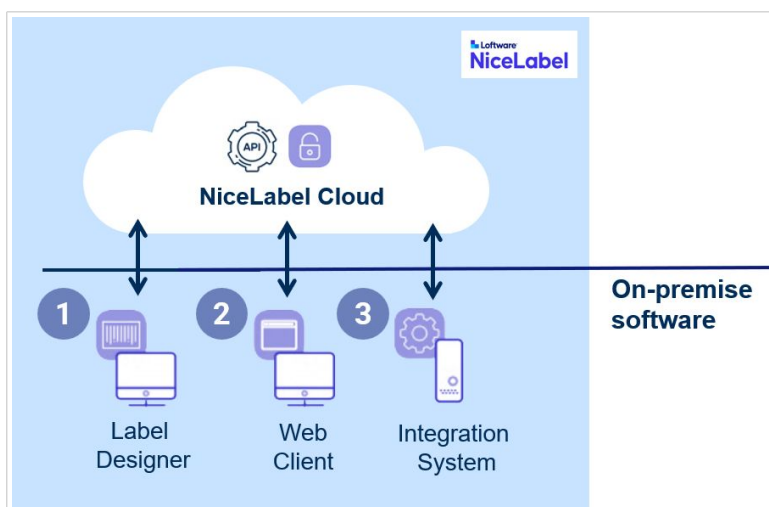 Loftware
NiceLabel
API
NiceLabel Cloud
On-premise
software
1
2
3
Label
Designer
Web
Client
Integration
System